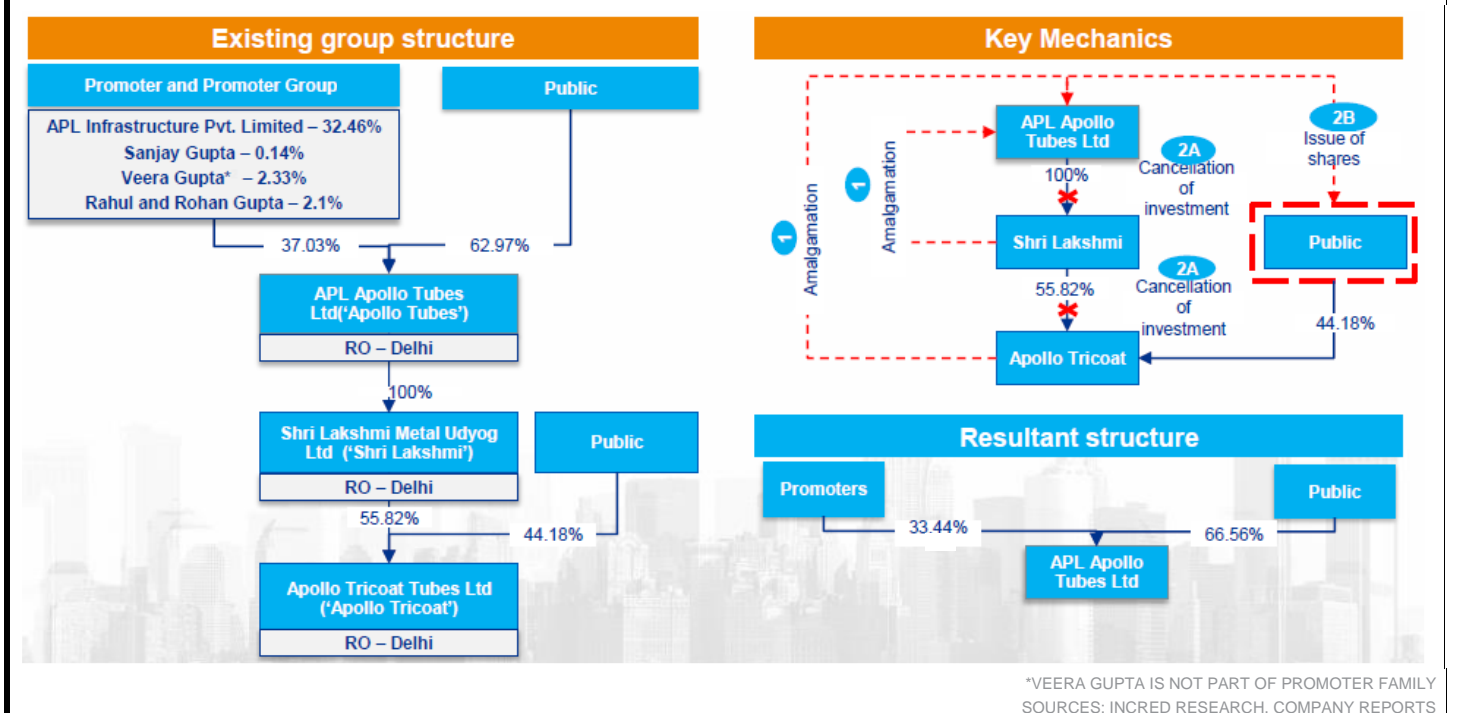 Existing group structure
Promoter and Promoter Group
Public
APL Infrastructure Pvt. Limited – 32.46%
Sanjay Gupta – 0.14%
Veera Gupta* – 2.33%
Rahul and Rohan Gupta – 2.1%
37.03%
62.97%
APL Apollo Tubes
Ltd(‘Apollo Tubes’)
RO – Delhi
100%
Shri Lakshmi Metal Udyog
Ltd (‘Shri Lakshmi’)
RO – Delhi
Public
55.82%
44.18%
Apollo Tricoat Tubes Ltd
(‘Apollo Tricoat’)
RO – Delhi
Key Mechanics
1
Amalgamation
1
Amalgamation
APL Apollo
Tubes Ltd
100%
2A
Cancellation
of
investment
2B
Issue of
shares
Shri Lakshmi
Public
55.82%
2A
Cancellation
of
investment
44.18%
Apollo Tricoat
Resultant structure
Promoters
Public
33.44%
66.56%
APL Apollo
Tubes Ltd
*VEERA GUPTA IS NOT PART OF PROMOTER FAMILY
SOURCES: INCRED RESEARCH, COMPANY REPORTS